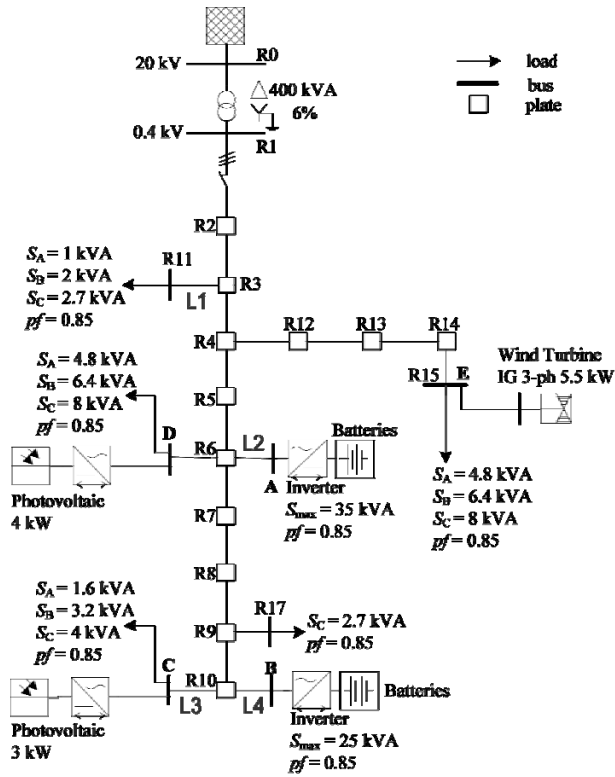 R0
20 kV
400 kVA
6%
0.4 kV
R1
load
bus
plate
R2
R11
SA = 1 kVA
SB = 2 kVA
SC = 2.7 kVA
pf = 0.85
L1
R3
R4
R12
R13
R14
SA = 4.8 kVA
SB = 6.4 kVA
SC = 8 kVA
pf = 0.85
R5
R15
E
Wind Turbine
IG 3-ph 5.5 kW
D
R6
L2
A
Batteries
Inverter
Smax = 35 kVA
pf = 0.85
SA = 4.8 kVA
SB = 6.4 kVA
SC = 8 kVA
pf = 0.85
Photovoltaic
4 kW
R7
R8
SA = 1.6 kVA
SB = 3.2 kVA
SC = 4 kVA
pf = 0.85
R9
R17
SC = 2.7 kVA
pf = 0.85
C
L3
R10
L4
B
Batteries
Inverter
Smax = 25 kVA
pf = 0.85
Photovoltaic
3 kW